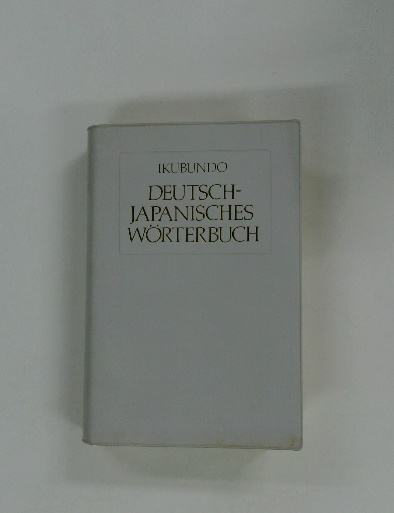 IKUBUNDO
DEUTSCH-
JAPANISCHES
WÖRTERBUCH